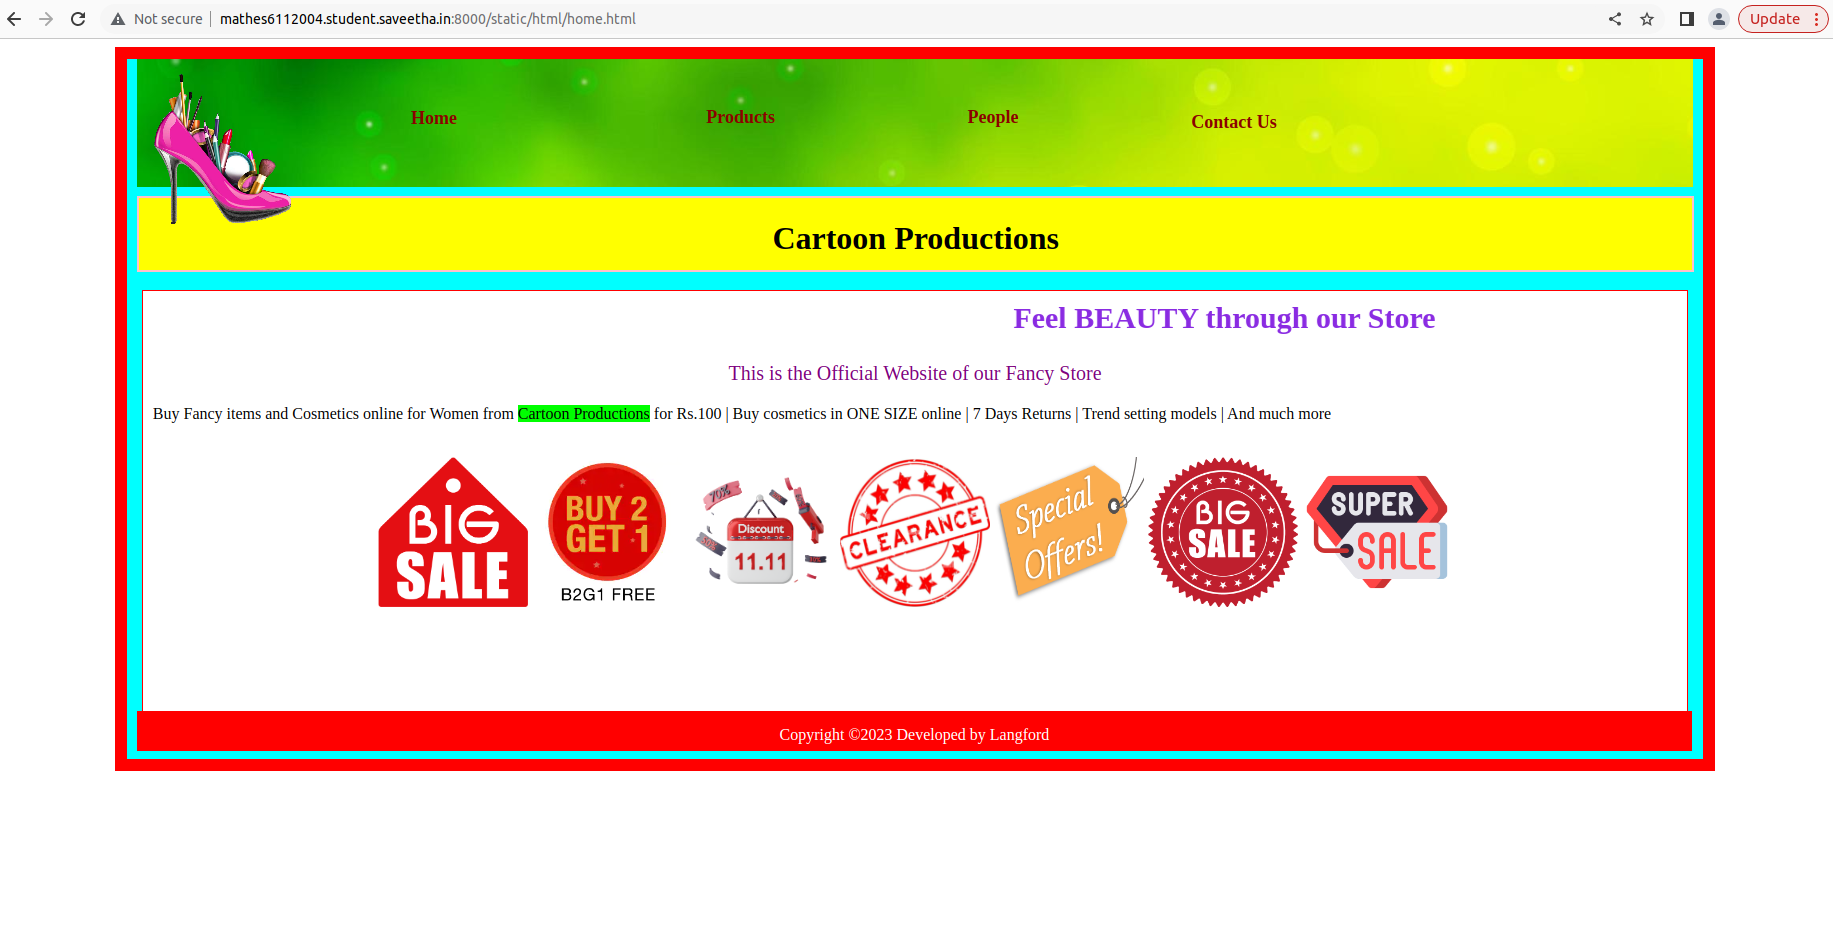 Not secure | mathes6112004.student.saveetha.in:8000/static/html/home.html
Update
Home
Products
People
Contact Us
Cartoon Productions
Feel BEAUTY through our Store
This is the Official Website of our Fancy Store
Buy Fancy items and Cosmetics online for Women from Cartoon Productions for Rs.100 | Buy cosmetics in ONE SIZE online | 7 Days Returns | Trend setting models | And much more
BIG
SALE
BUY 2
GET 1
B2G1 FREE
70%
Discount
11.11
CLEARANCE
Special
Offers!
BIG
SALE
SUPER
SALE
Copyright ©2023 Developed by Langford